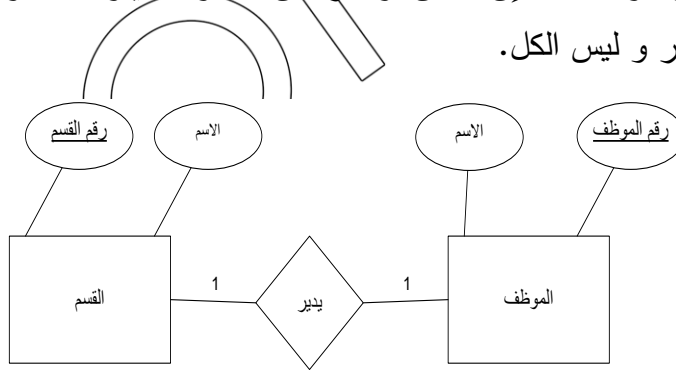 ر و ليس الكل.
رقم الموظف
الاسم
الاسم
رقم القسم
الموظف
1
يدير
1
القسم